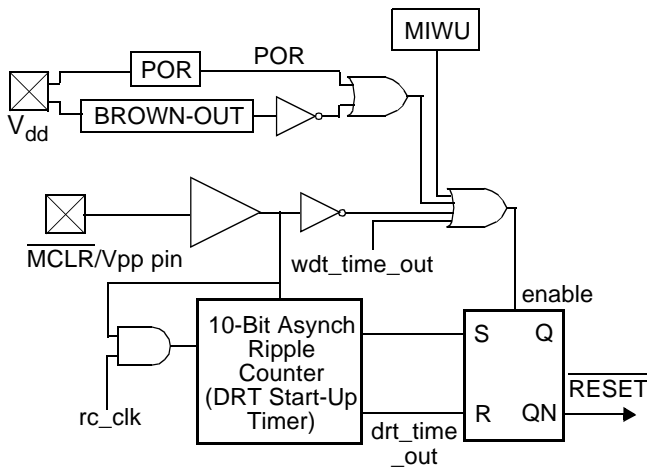 MIWU
POR
POR
BROWN-OUT
Vdd
MCLR/Vpp pin
wdt_time_out
enable
10-Bit Asynch
Ripple
Counter
(DRT Start-Up
Timer)
S Q
R QN
RESET
rc_clk
drt_time
_out